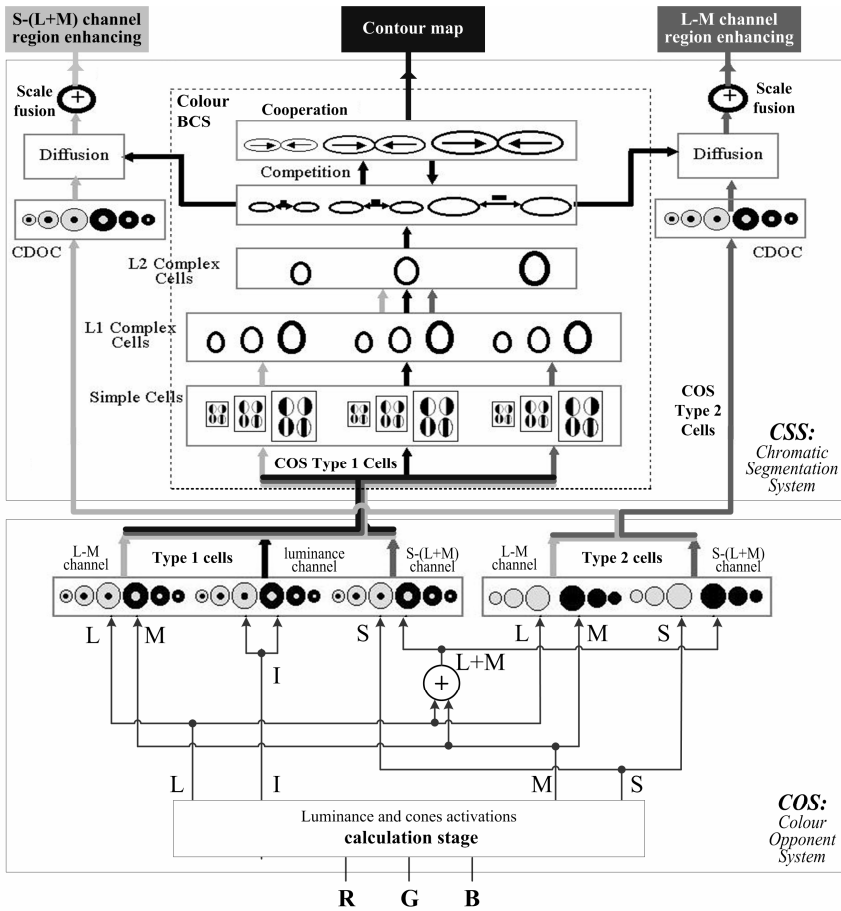 S-(L+M) channel
region enhancing
Contour map
L-M channel
region enhancing
Scale
fusion
+
Colour
BCS
Cooperation
+
Scale
fusion
Diffusion
Competition
Diffusion
CDOC
CDOC
L2 Complex
Cells
L1 Complex
Cells
Simple Cells
COS
Type 2
Cells
CSS:
Chromatic
Segmentation
System
COS Type 1 Cells
L-M
channel
Type 1 cells
luminance
channel
S-(L+M)
channel
L-M
channel
Type 2 cells
S-(L+M)
channel
L M S L M S
I
L+M
+
L I M S
Luminance and cones activations
calculation stage
COS:
Colour
Opponent
System
R G B